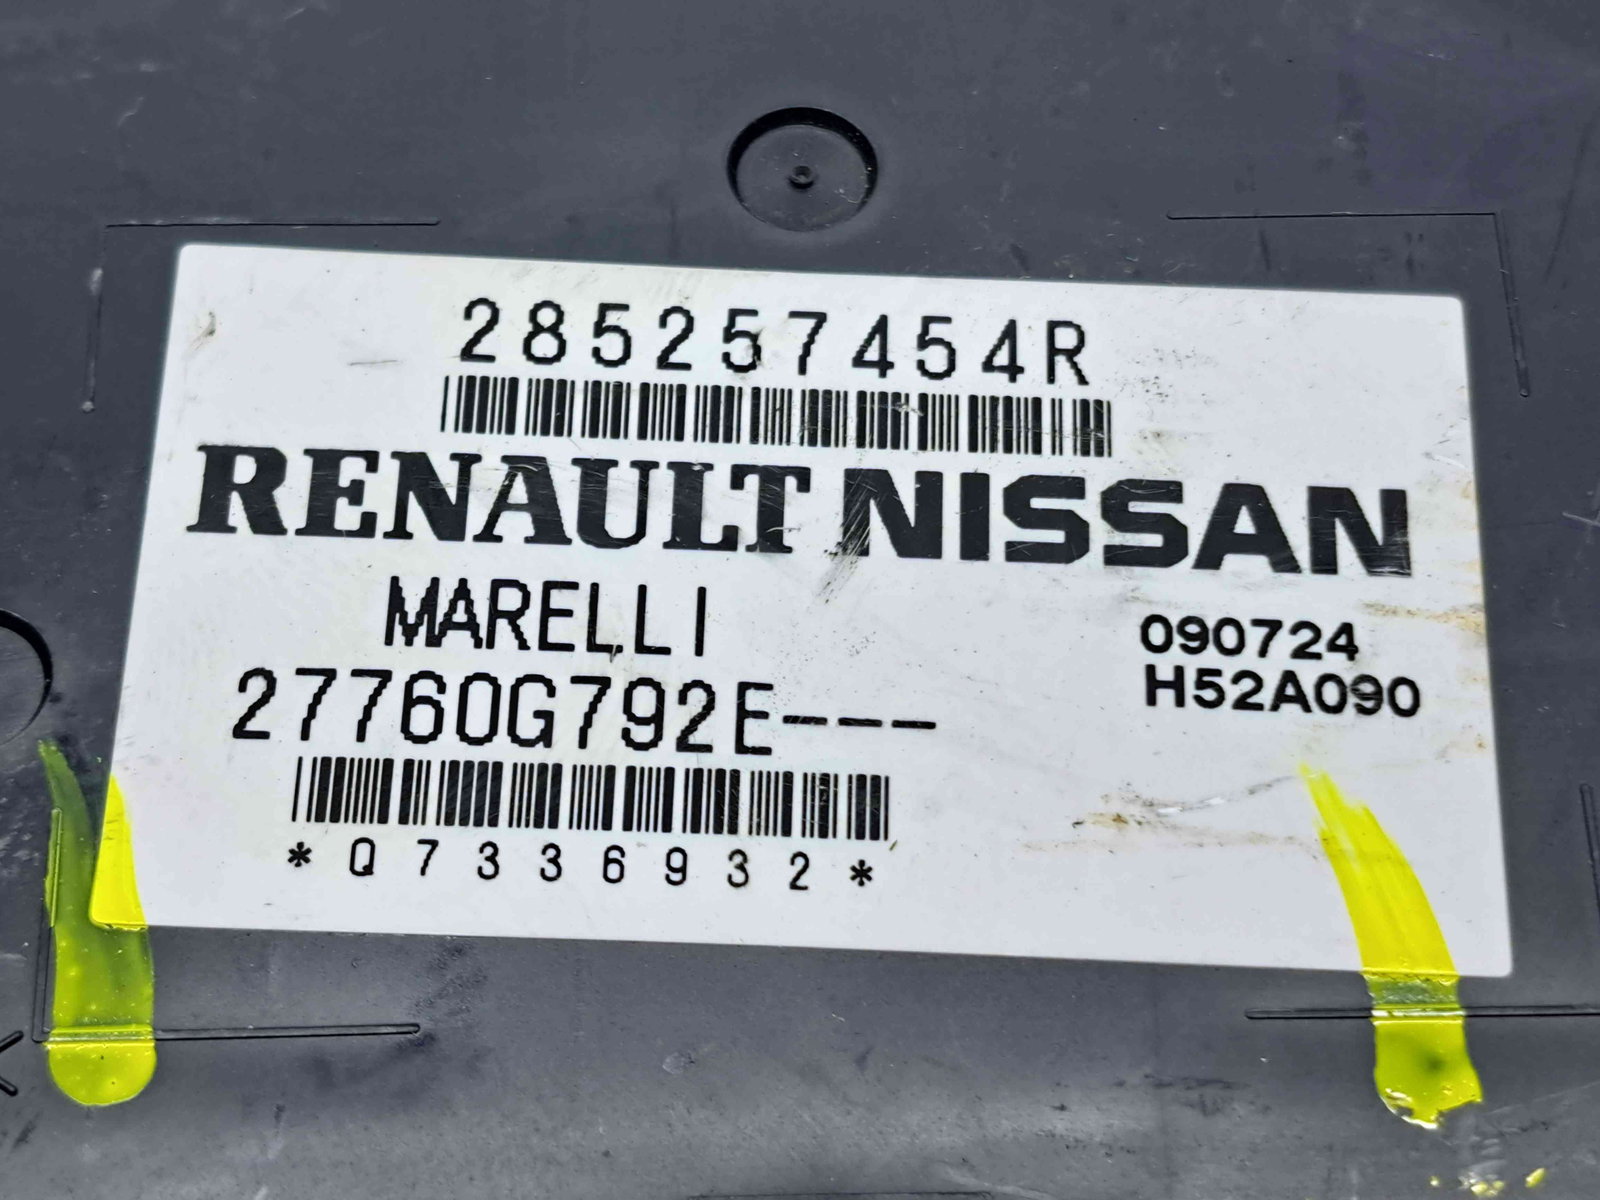 285257454R
RENAULT NISSAN
MARELLI
090724
27760G792E---
H52A090
*Q7336932*